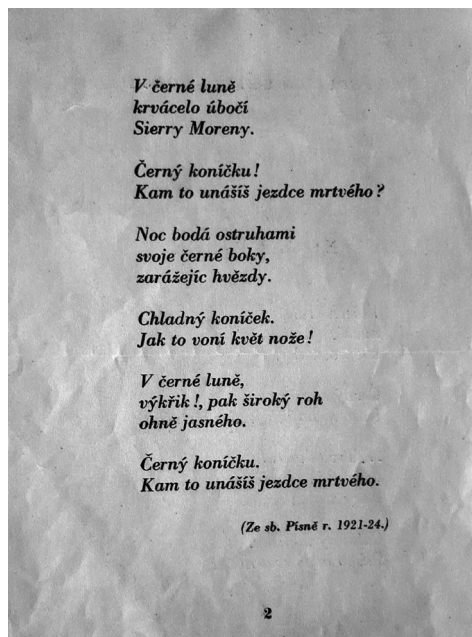 V černé luně
krvácelo úbočí
Sierry Moreny.
Černý koníčku!
Kam to unášíš jezdce mrtvého?
Noc bodá ostruhami
svoje černé boky,
zarážejíc hvězdy.
Chladný koníček.
Jak to voní květ nože!
V černé luně,
výkřik!, pak široký roh
ohně jasného.
Černý koníčku.
Kam to unášíš jezdce mrtvého.
(Ze sb. Písně r. 1921-24.)
2